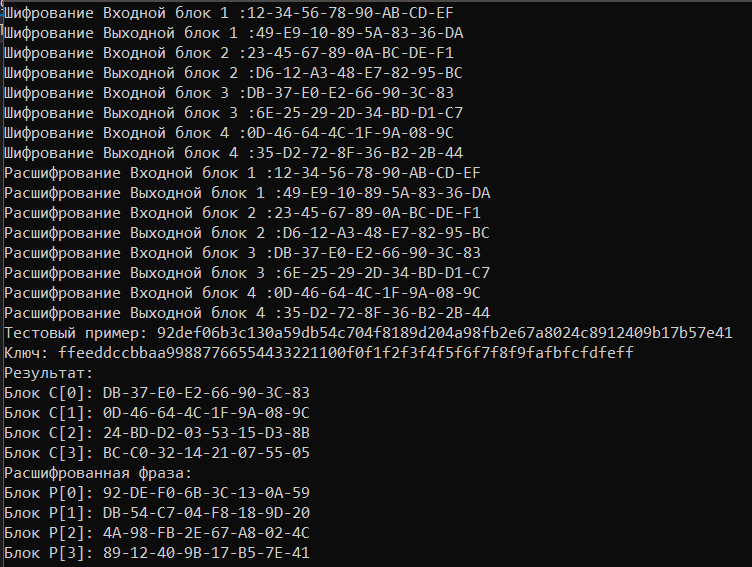 Шифрование Входной блок 1 :12-34-56-78-90-AB-CD-EF
Шифрование Выходной блок 1 :49-E9-10-89-5A-83-36-DA
Шифрование Входной блок 2 :23-45-67-89-0A-BC-DE-F1
Шифрование Выходной блок 2 :D6-12-A3-48-E7-82-95-BC
Шифрование Входной блок 3 :DB-37-E0-E2-66-90-3C-83
Шифрование Выходной блок 3 :6E-25-29-2D-34-BD-D1-C7
Шифрование Входной блок 4 :0D-46-64-4C-1F-9A-08-9C
Шифрование Выходной блок 4 :35-D2-72-8F-36-B2-2B-44
Расшифрование Входной блок 1 :12-34-56-78-90-AB-CD-EF
Расшифрование Выходной блок 1 :49-E9-10-89-5A-83-36-DA
Расшифрование Входной блок 2 :23-45-67-89-0A-BC-DE-F1
Расшифрование Выходной блок 2 :D6-12-A3-48-E7-82-95-BC
Расшифрование Входной блок 3 :DB-37-E0-E2-66-90-3C-83
Расшифрование Выходной блок 3 :6E-25-29-2D-34-BD-D1-C7
Расшифрование Входной блок 4 :0D-46-64-4C-1F-9A-08-9C
Расшифрование Выходной блок 4 :35-D2-72-8F-36-B2-2B-44
Тестовый пример: 92def06b3c130a59db54c704f8189d204a98fb2e67a8024c8912409b17b57e41
Ключ: ffeeddccbbaa99887766554433221100f0f1f2f3f4f5f6f7f8f9fafbfcfdfeff
Результат:
Блок C[0]: DB-37-E0-E2-66-90-3C-83
Блок C[1]: 0D-46-64-4C-1F-9A-08-9C
Блок C[2]: 24-BD-D2-03-53-15-D3-8B
Блок C[3]: BC-C0-32-14-21-07-55-05
Расшифрованная фраза:
Блок P[0]: 92-DE-F0-6B-3C-13-0A-59
Блок P[1]: DB-54-C7-04-F8-18-9D-20
Блок P[2]: 4A-98-FB-2E-67-A8-02-4C
Блок P[3]: 89-12-40-9B-17-B5-7E-41